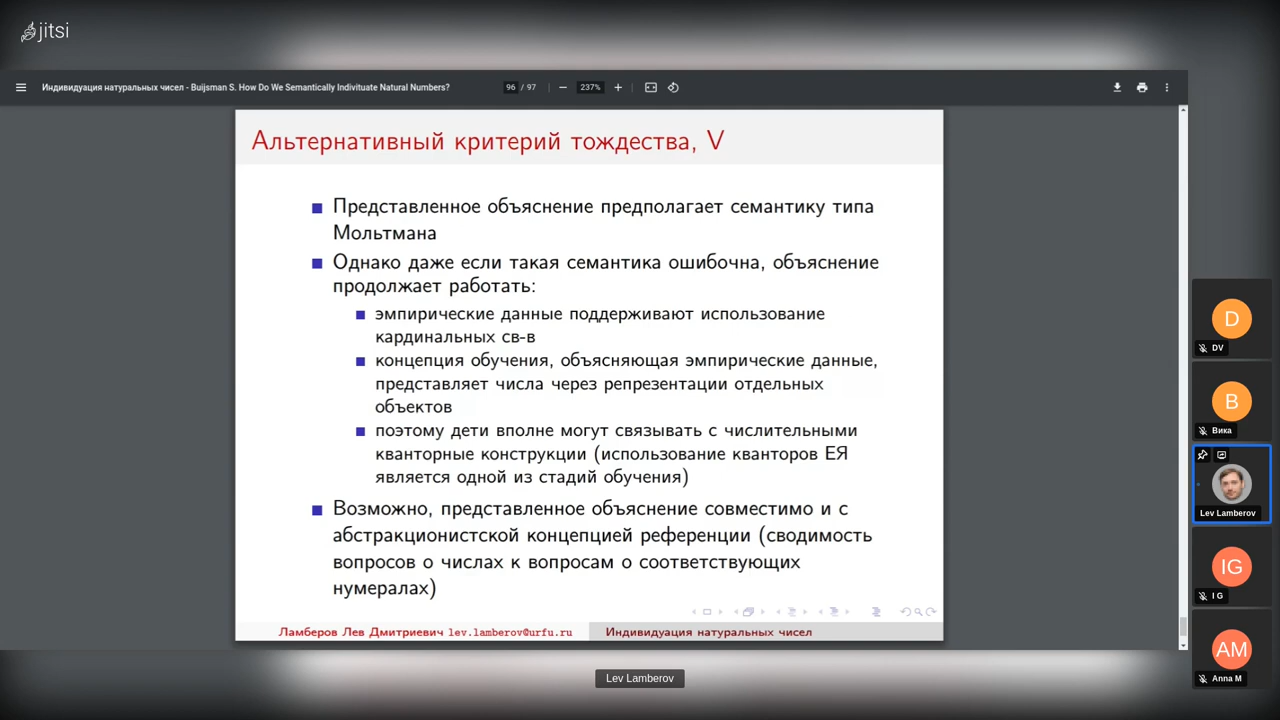 jitsi
Индивидуация натуральных чисел - Buijsman S. How Do We Semantically Indivituate Natural Numbers?
96 / 97
237%
Альтернативный критерий тождества, V
Представленное объяснение предполагает семантику типа
Мольтмана
Однако даже если такая семантика ошибочна, объяснение
продолжает работать:
эмпирические данные поддерживают использование
кардинальных св-в
концепция обучения, объясняющая эмпирические данные,
представляет числа через репрезентации отдельных
объектов
поэтому дети вполне могут связывать с числительными
кванторные конструкции (использование кванторов ЕЯ
является одной из стадий обучения)
Возможно, представленное объяснение совместимо и с
абстракционистской концепцией референции (сводимость
вопросов о числах к вопросам о соответствующих
нумералах)
Ламберов Лев Дмитриевич lev.lamberov@urfu.ru
Индивидуация натуральных чисел
D
DV
B
Вика
Lev Lamberov
IG
I G
AM
Anna M
Lev Lamberov